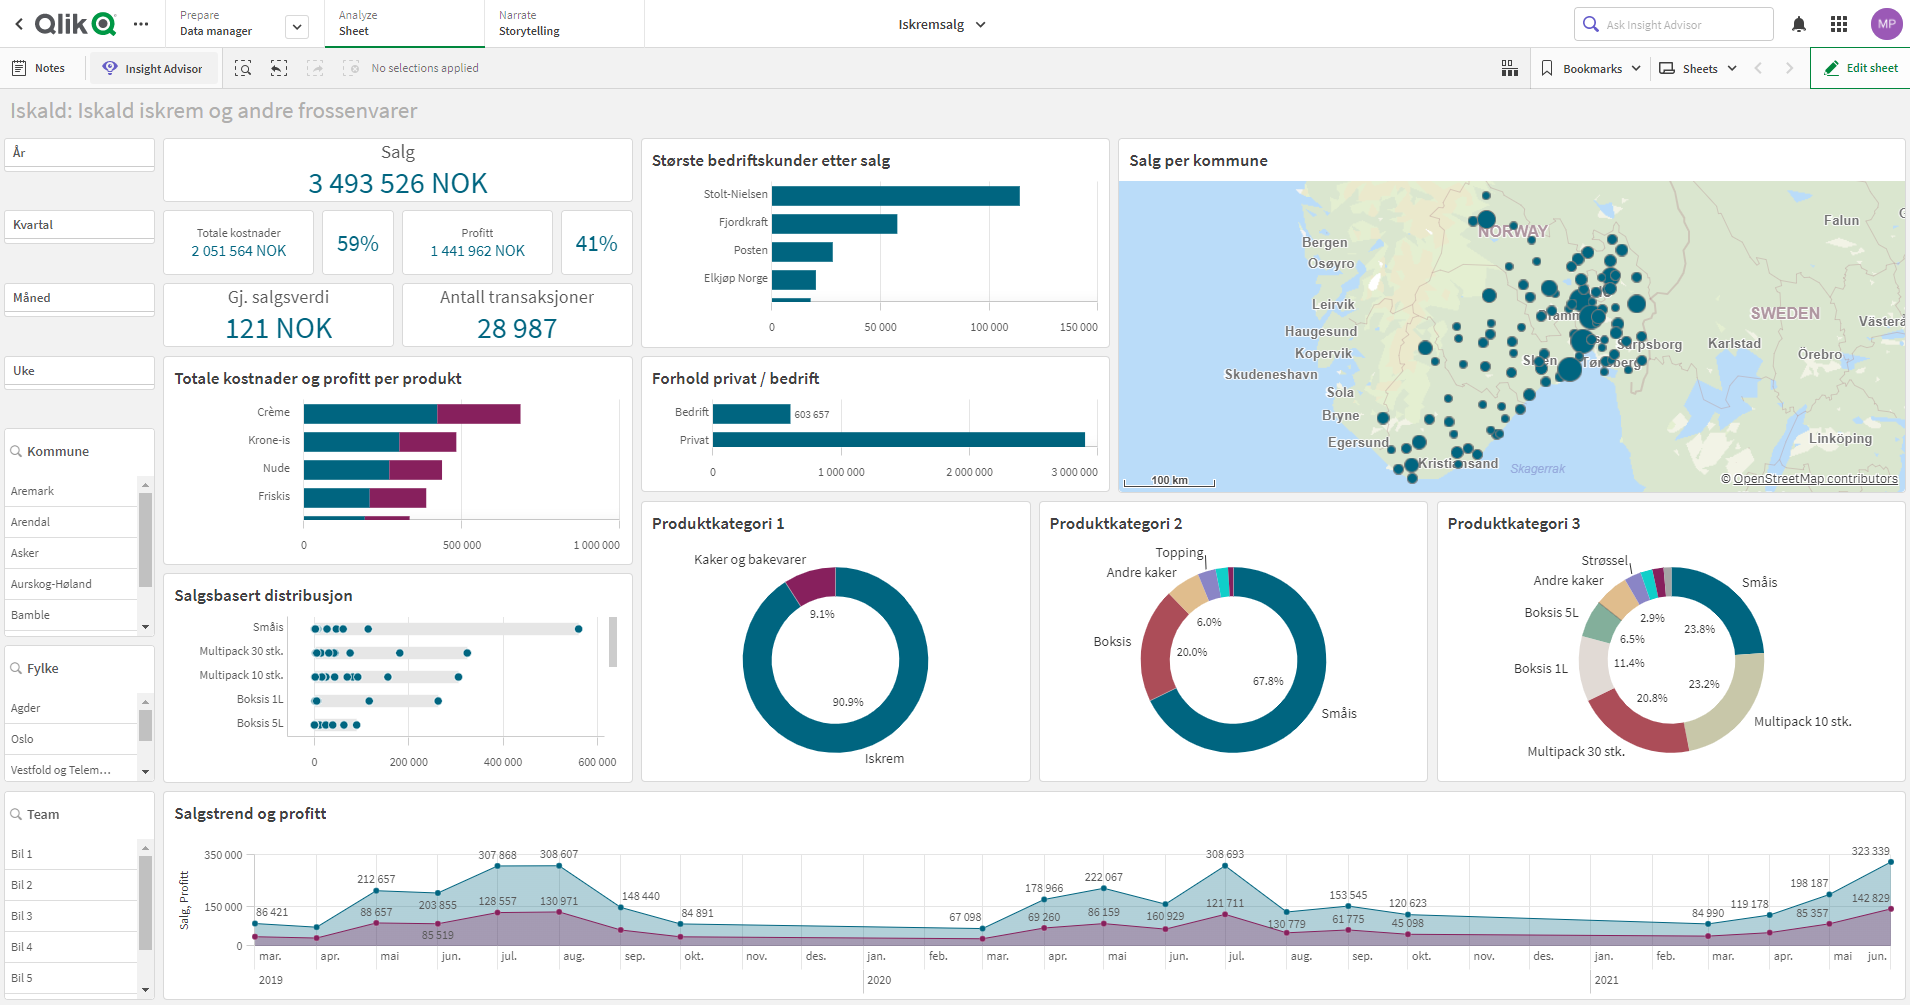 Qlik
Prepare
Data manager
Analyze
Sheet
Narrate
Storytelling
Iskremsalg
Ask Insight Advisor
MP
Notes
Insight Advisor
No selections applied
Bookmarks
Sheets
Edit sheet
Iskald: Iskald iskrem og andre frossenvarer
År
Kvartal
Måned
Uke
Kommune
Aremark
Arendal
Asker
Aurskog-Høland
Bamble
Fylke
Agder
Oslo
Vestfold og Telem...
Team
Bil 1
Bil 2
Bil 3
Bil 4
Bil 5
Salg
3 493 526 NOK
Totale kostnader
2 051 564 NOK
59%
Profitt
1 441 962 NOK
41%
Gj. salgsverdi
121 NOK
Antall transaksjoner
28 987
Totale kostnader og profitt per produkt
Crème
Krone-is
Nude
Friskis
0
500 000
1 000 000
Salgsbasert distribusjon
Småis
Multipack 30 stk.
Multipack 10 stk.
Boksis 1L
Boksis 5L
0
200 000
400 000
600 000
Største bedriftskunder etter salg
Stolt-Nielsen
Fjordkraft
Posten
Elkjøp Norge
0
50 000
100 000
150 000
Forhold privat / bedrift
Bedrift
603 657
Privat
0
1 000 000
2 000 000
3 000 000
Salg per kommune
NORWAY
Falun
Bergen
Osøyro
Leirvik
SWEDEN
Haugesund
Karlstad
Kopervik
Örebro
Skudeneshavn
Sola
Bryne
Egersund
Linköping
Kristiansand
Skagerrak
100 km
© OpenStreetMap contributors
Produktkategori 1
Kaker og bakevarer
9.1%
90.9%
Iskrem
Produktkategori 2
Topping
Andre kaker
6.0%
Boksis
20.0%
67.8%
Småis
Produktkategori 3
Strøssel
Andre kaker
Småis
Boksis 5L
2.9%
23.8%
6.5%
Boksis 1L
11.4%
23.2%
20.8%
Multipack 10 stk.
Multipack 30 stk.
Salgstrend og profitt
Salg, Profitt
350 000
150 000
0
86 421
212 657
88 657
203 855
85 519
307 868
128 557
308 607
130 971
148 440
84 891
67 098
178 966
69 260
222 067
86 159
160 929
308 693
121 711
130 779
153 545
61 775
120 623
45 098
84 990
119 178
198 187
85 357
323 339
142 829
mar. apr. mai jun. jul. aug. sep. okt. nov. des. jan. feb. mar. apr. mai jun. jul. aug. sep. okt. nov. des. jan. feb. mar. apr. mai jun.
2019 2020 2021